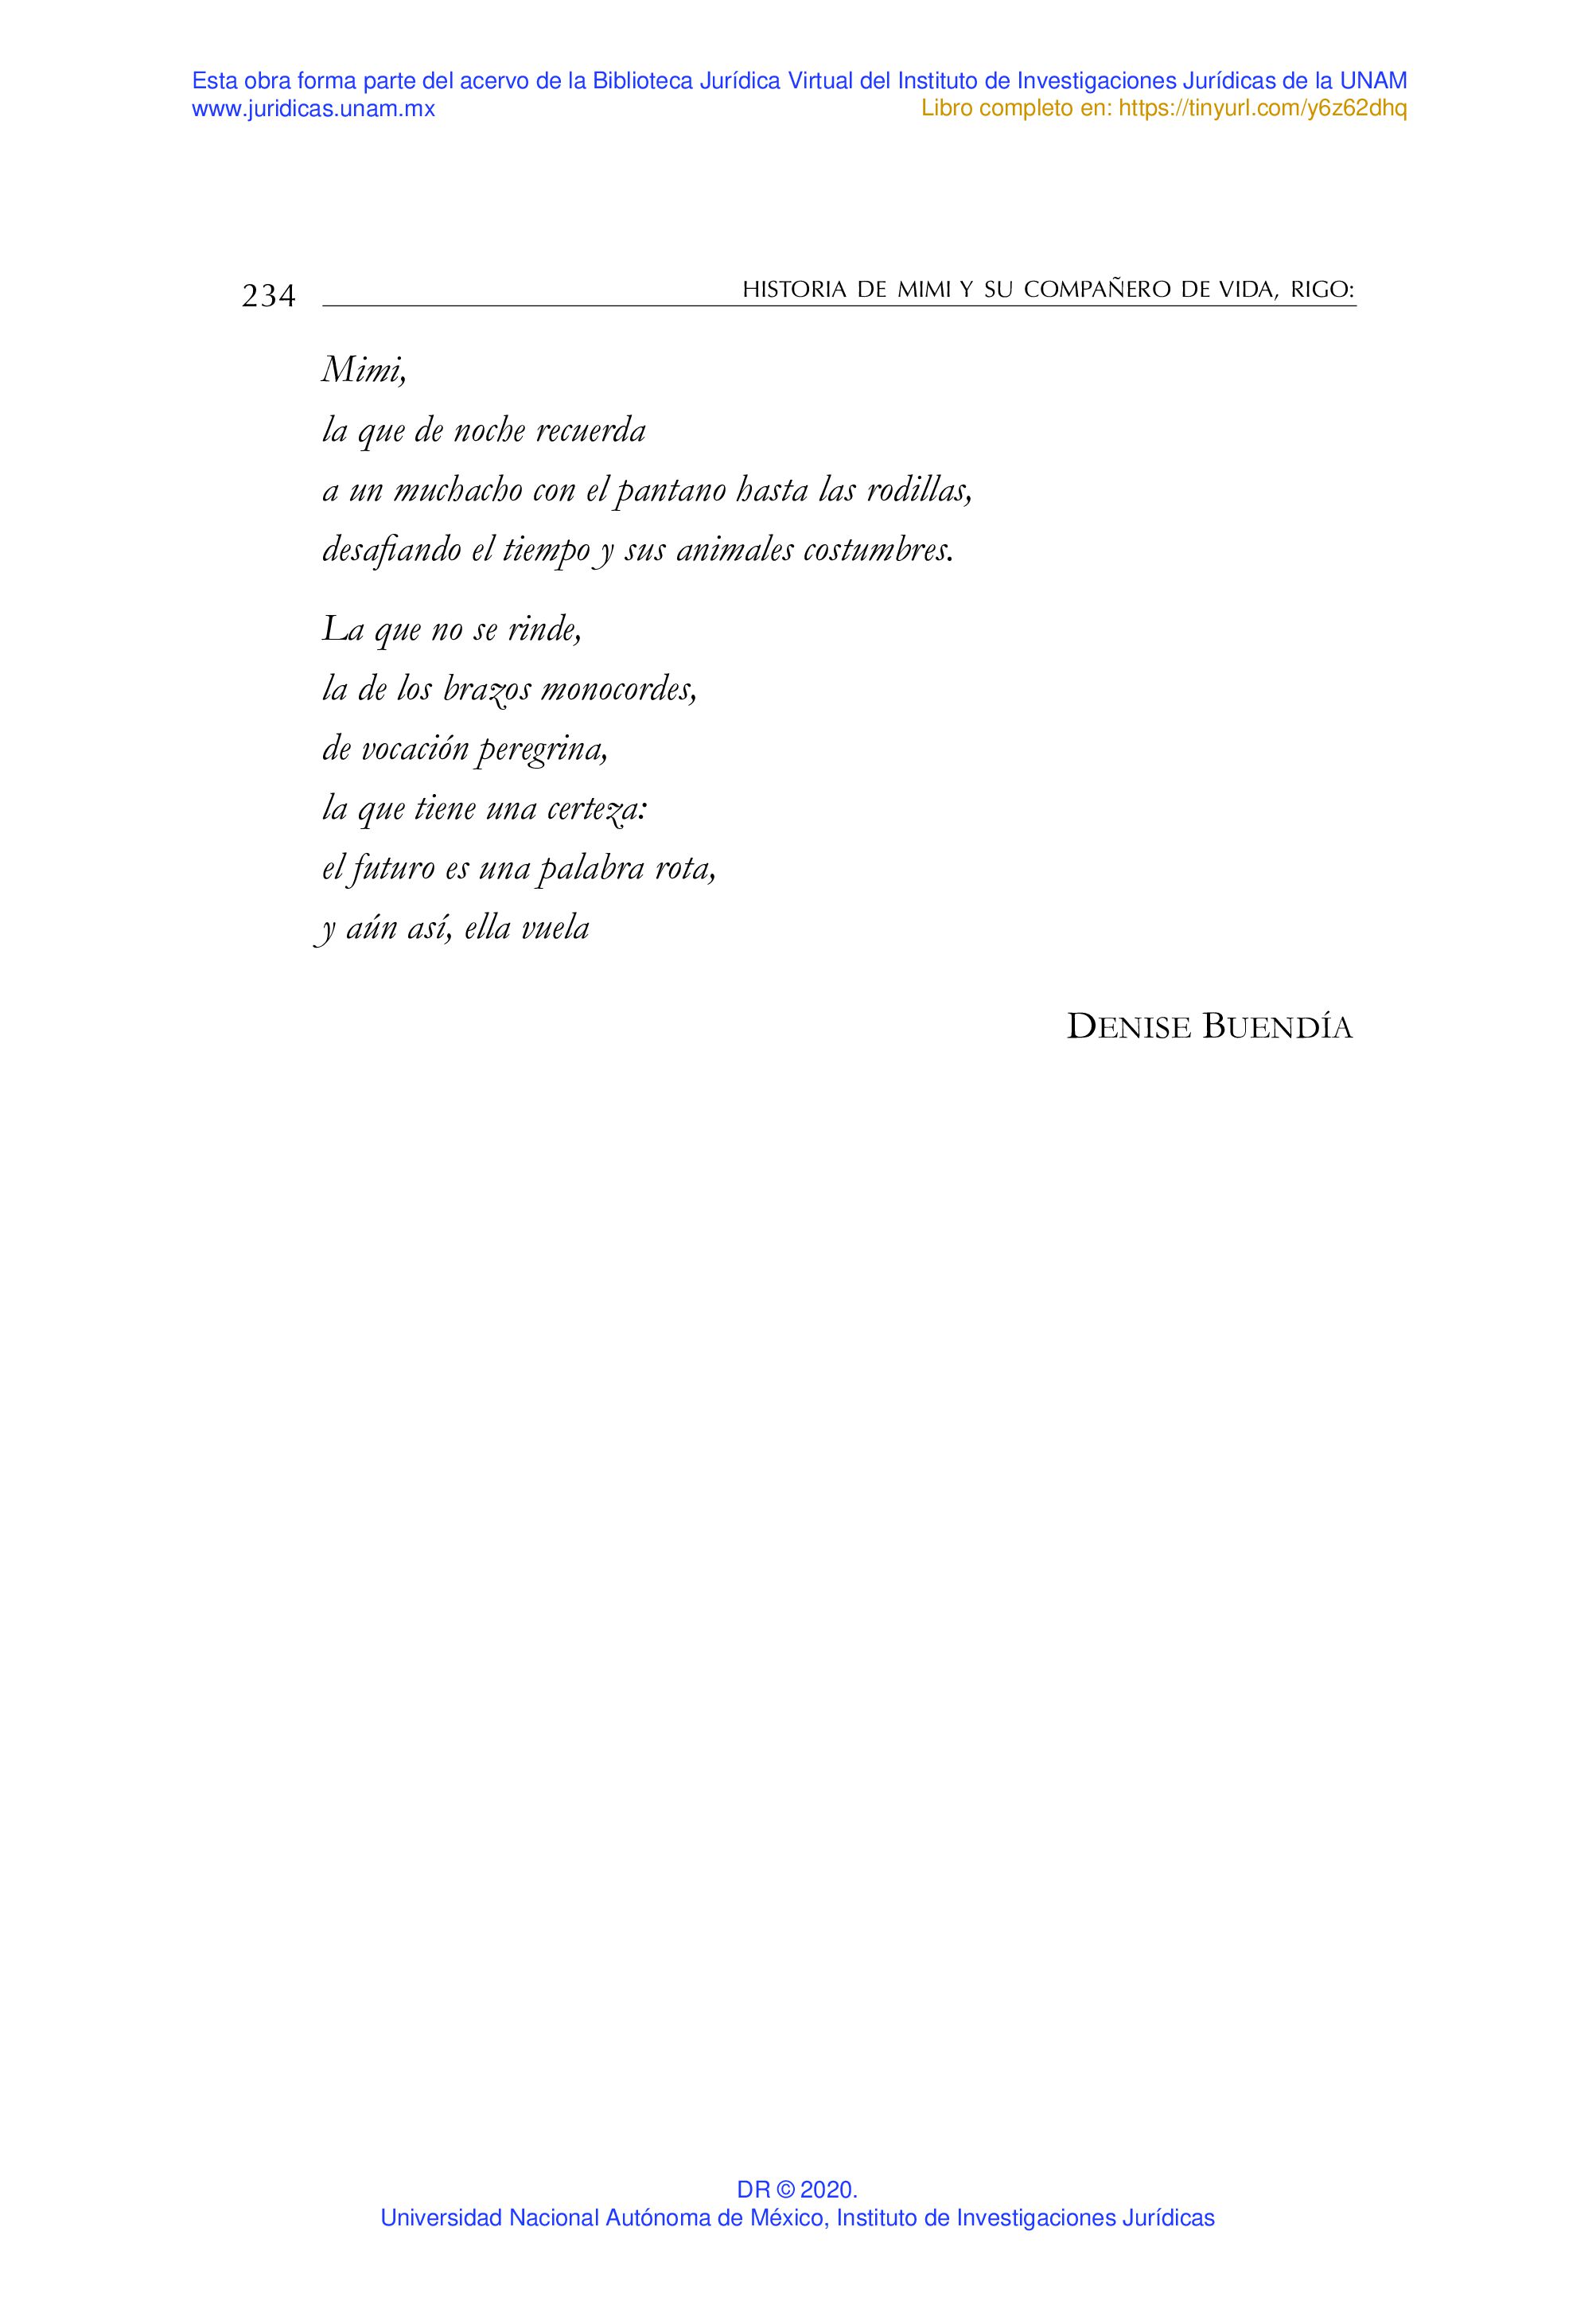 Esta obra forma parte del acervo de la Biblioteca Jurídica Virtual del Instituto de Investigaciones Jurídicas de la UNAM
www.juridicas.unam.mx
Libro completo en: https://tinyurl.com/y6z62dhq
234
HISTORIA DE MIMI Y SU COMPAÑERO DE VIDA, RIGO:
Mimi,
la que de noche recuerda
a un muchacho con el pantano hasta las rodillas,
desafiando el tiempo y sus animales costumbres.
La que no se rinde,
la de los brazos monocordes,
de vocación peregrina,
la que tiene una certeza:
el futuro es una palabra rota,
y aún así, ella vuela
DENISE BUENDÍA
DR © 2020.
Universidad Nacional Autónoma de México, Instituto de Investigaciones Jurídicas